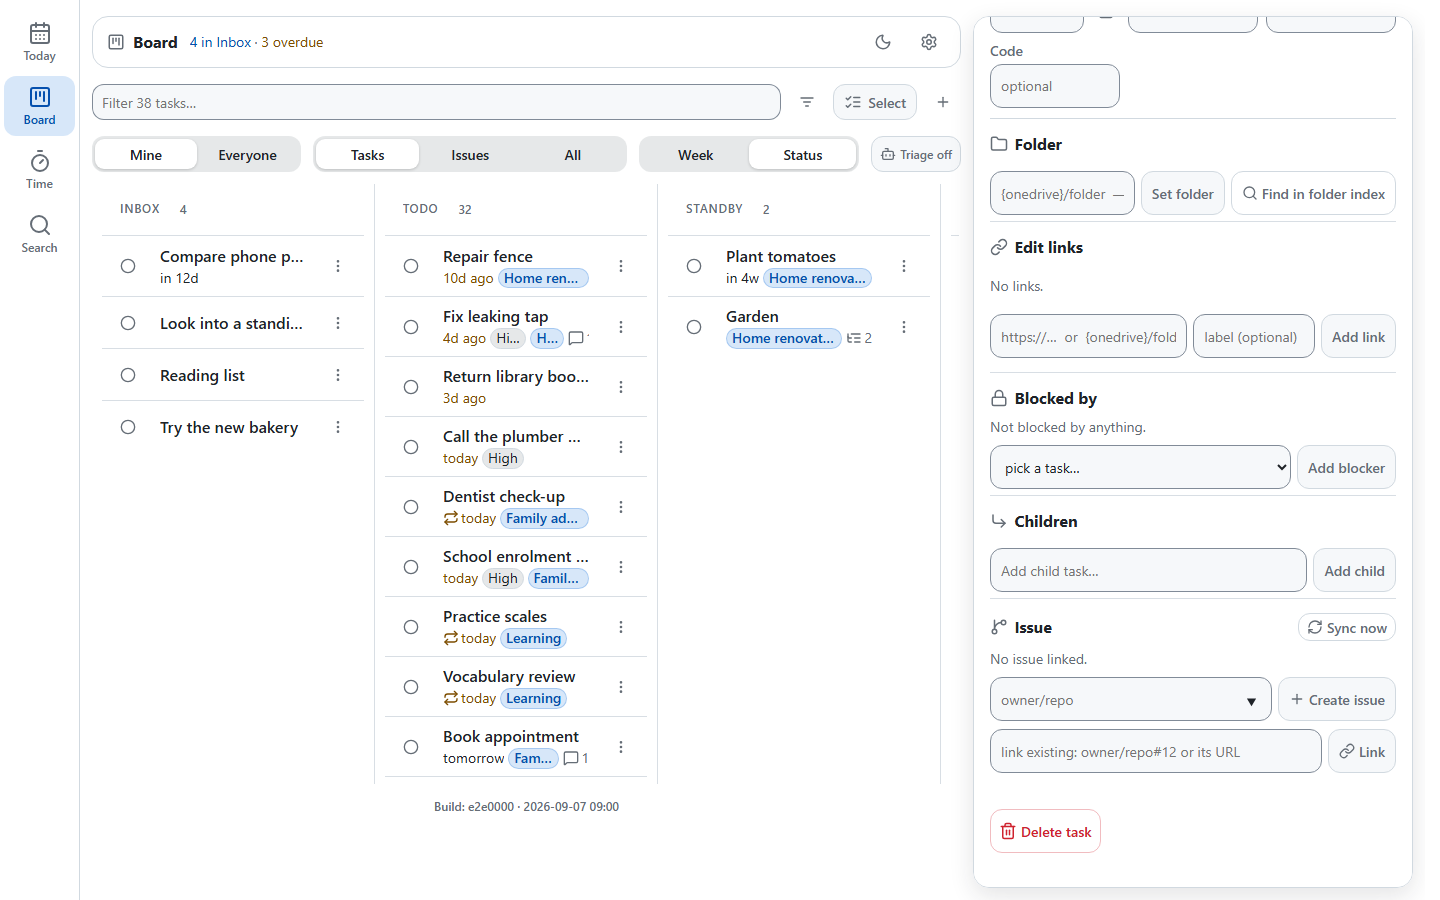 Today
Board
Time
Search
Board 4 in Inbox · 3 overdue
Filter 38 tasks...
Select
Mine Everyone
Tasks Issues All
Week Status
Triage off
INBOX 4
Compare phone p...
in 12d
Look into a standi...
Reading list
Try the new bakery
TODO 32
Repair fence
10d ago Home ren...
Fix leaking tap
4d ago Hi... H...
Return library boo...
3d ago
Call the plumber ...
today High
Dentist check-up
today Family ad...
School enrolment ...
today High Famil...
Practice scales
today Learning
Vocabulary review
today Learning
Book appointment
tomorrow Fam... 1
STANDBY 2
Plant tomatoes
in 4w Home renova...
Garden
Home renovat... 2
Build: e2e0000 · 2026-09-07 09:00
Code
optional
Folder
{onedrive}/folder —
Set folder
Find in folder index
Edit links
No links.
https://... or {onedrive}/fold
label (optional)
Add link
Blocked by
Not blocked by anything.
pick a task...
Add blocker
Children
Add child task...
Add child
Issue
Sync now
No issue linked.
owner/repo
Create issue
link existing: owner/repo#12 or its URL
Link
Delete task